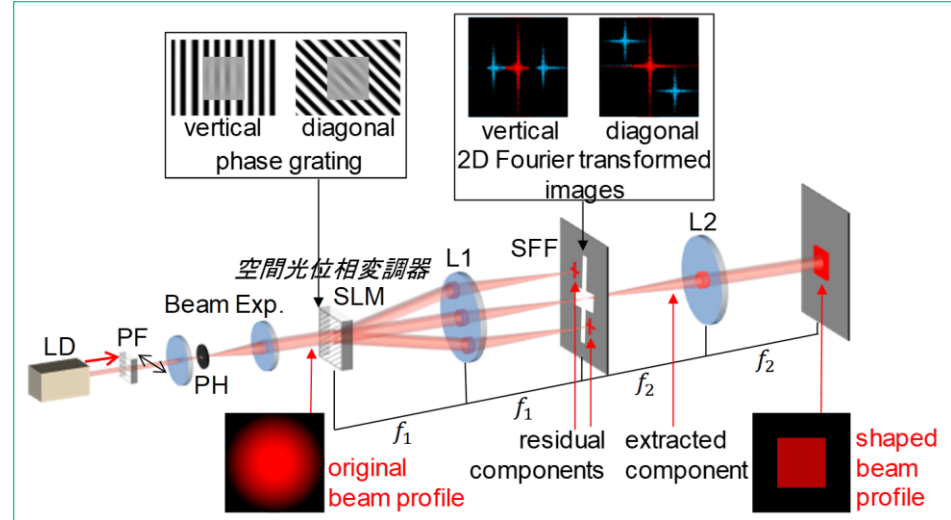 vertical
diagonal
phase grating
vertical
diagonal
2D Fourier transformed
images
空間光位相変調器
SLM
L1
SFF
L2
Beam Exp.
LD
PF
PH
f₁
f₁
f₂
f₂
original
beam profile
residual
components
extracted
component
shaped
beam
profile